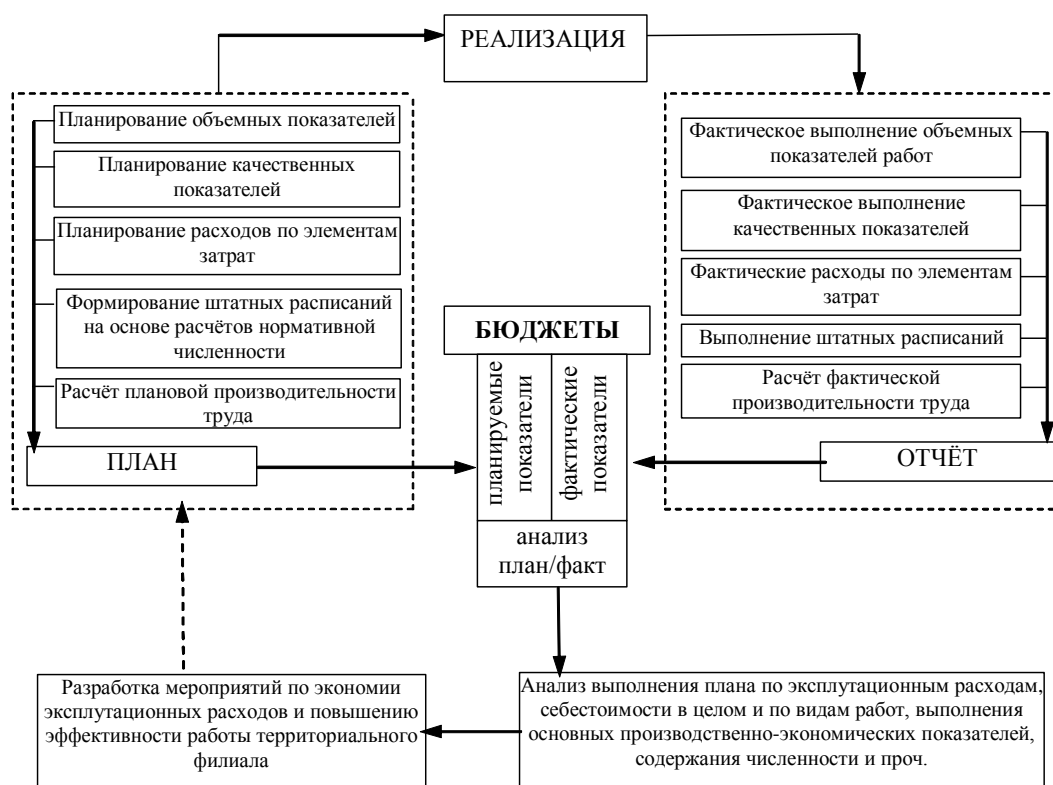 РЕАЛИЗАЦИЯ
Планирование объемных показателей
Планирование качественных
показателей
Планирование расходов по элементам
затрат
Формирование штатных расписаний
на основе расчётов нормативной
численности
Расчёт плановой производительности
труда
ПЛАН
Фактическое выполнение объемных
показателей работ
Фактическое выполнение
качественных показателей
Фактические расходы по элементам
затрат
Выполнение штатных расписаний
Расчёт фактической
производительности труда
ОТЧЁТ
БЮДЖЕТЫ
планируемые
показатели
фактические
показатели
анализ
план/факт
Разработка мероприятий по экономии
эксплутационных расходов и повышению
эффективности работы территориального
филиала
Анализ выполнения плана по эксплутационным расходам,
себестоимости в целом и по видам работ, выполнения
основных производственно-экономических показателей,
содержания численности и проч.